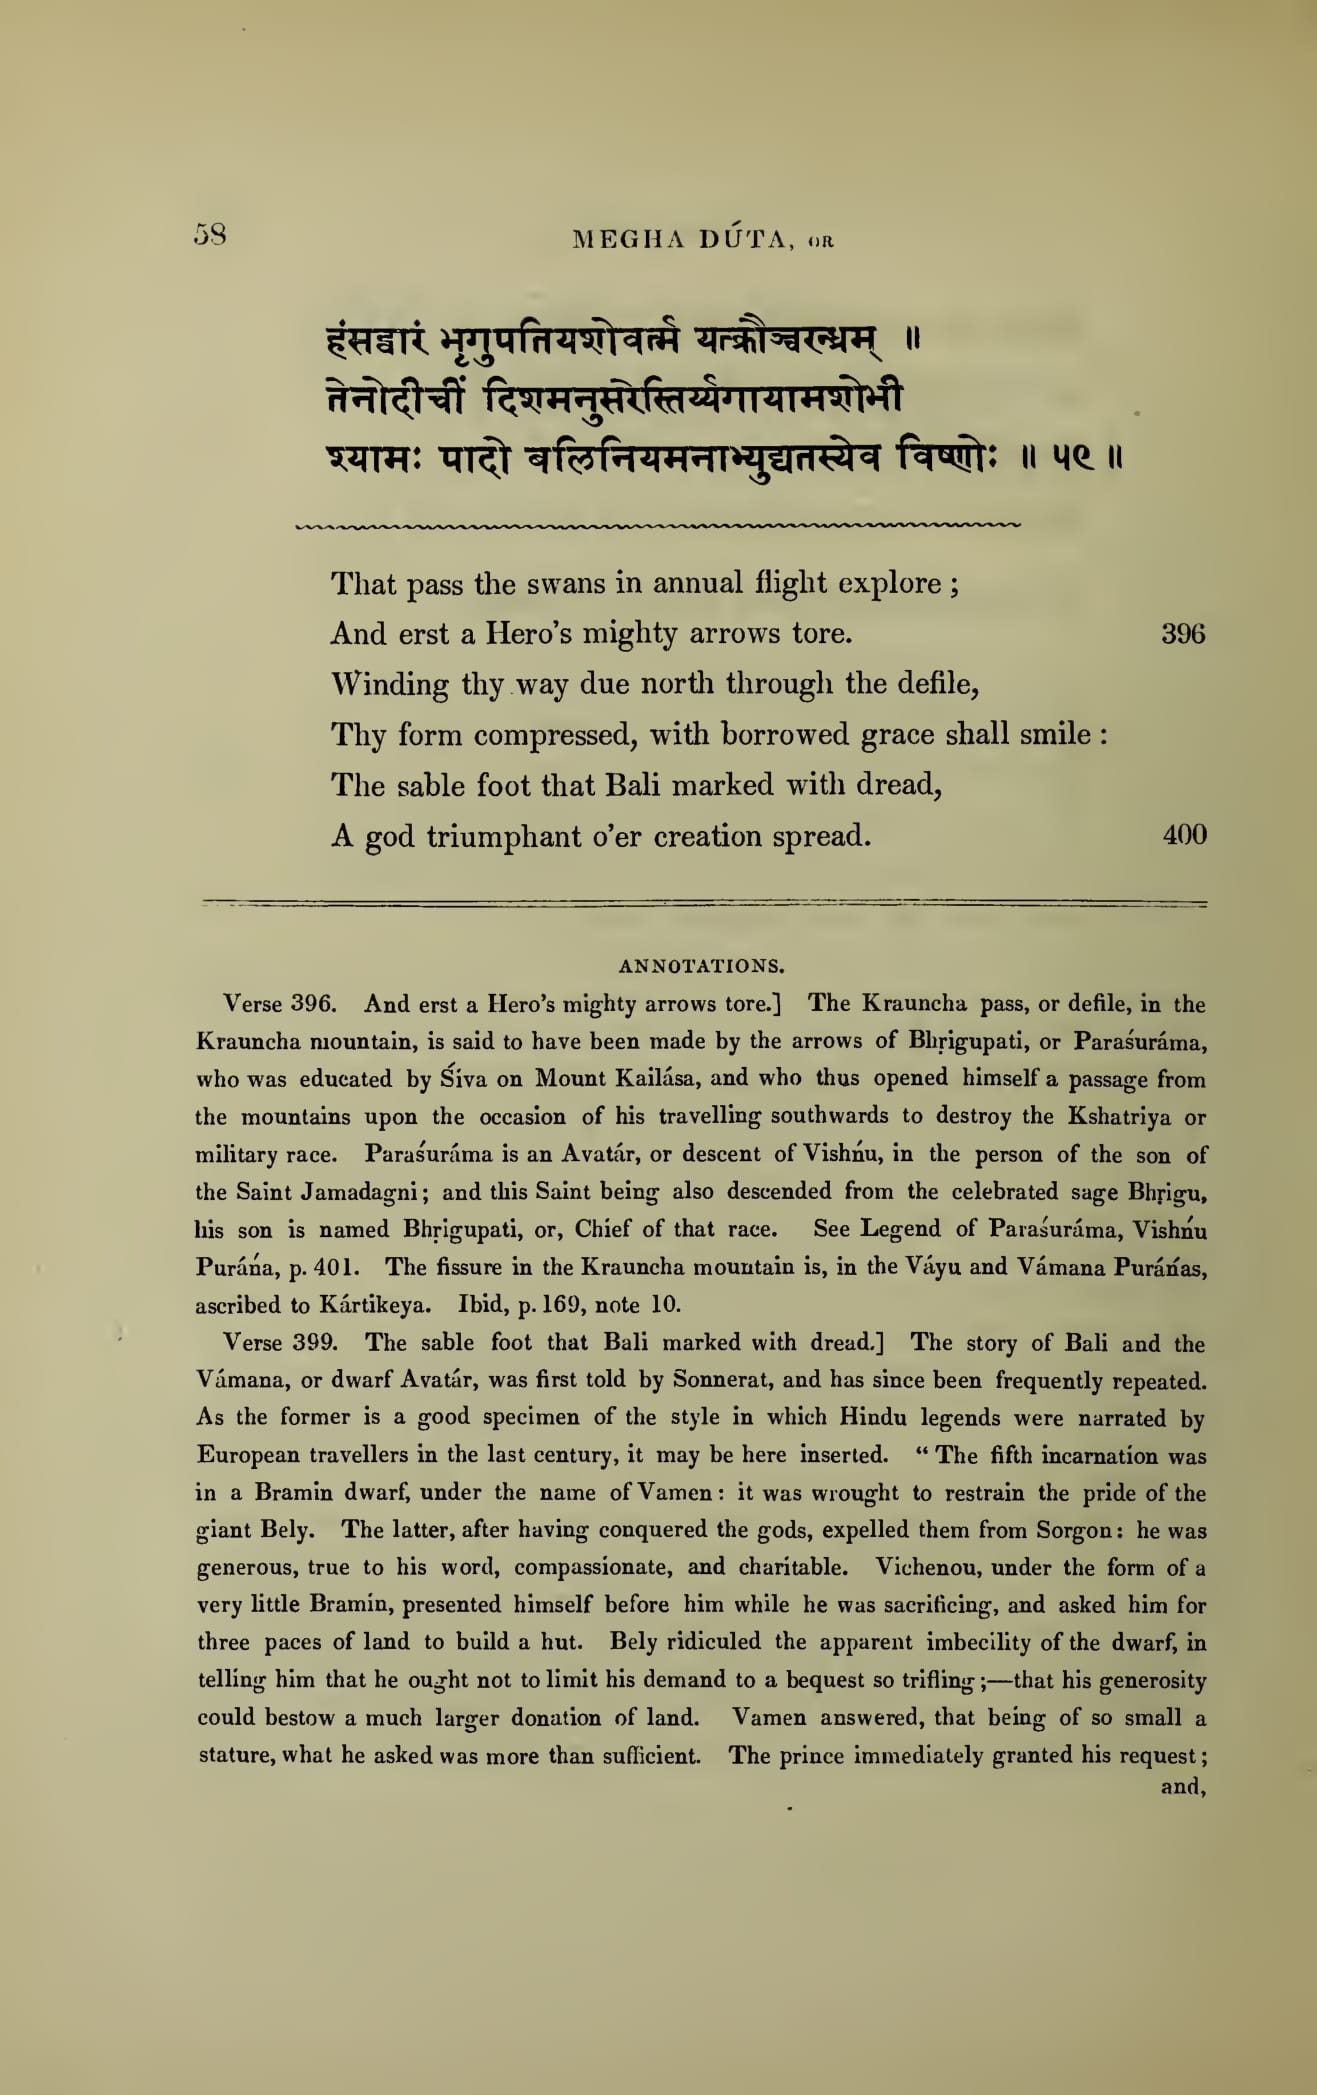 58
MEGHA DÚTA, OR
हंसद्वारं भृगुपतियशोवर्त्म यत्क्रौञ्चरन्ध्रम् ॥
तेनोदीचीं दिशमनुसरेस्तिर्य्यगायामशोभी
श्यामः पादो बलिनियमनाभ्युद्यतस्येव विष्णोः ॥ ५९ ॥
That pass the swans in annual flight explore ;
And erst a Hero’s mighty arrows tore. 396
Winding thy way due north through the defile,
Thy form compressed, with borrowed grace shall smile :
The sable foot that Bali marked with dread,
A god triumphant o’er creation spread. 400
ANNOTATIONS.
Verse 396. And erst a Hero’s mighty arrows tore.] The Krauncha pass, or defile, in the
Krauncha mountain, is said to have been made by the arrows of Bhṛigupati, or Paraśuráma,
who was educated by Śiva on Mount Kailása, and who thus opened himself a passage from
the mountains upon the occasion of his travelling southwards to destroy the Kshatriya or
military race. Paraśuráma is an Avatár, or descent of Vishńu, in the person of the son of
the Saint Jamadagni; and this Saint being also descended from the celebrated sage Bhṛigu,
his son is named Bhṛigupati, or, Chief of that race. See Legend of Paraśuráma, Vishńu
Puráńa, p. 401. The fissure in the Krauncha mountain is, in the Váyu and Vámana Puráńas,
ascribed to Kártikeya. Ibid, p. 169, note 10.
Verse 399. The sable foot that Bali marked with dread.] The story of Bali and the
Vámana, or dwarf Avatár, was first told by Sonnerat, and has since been frequently repeated.
As the former is a good specimen of the style in which Hindu legends were narrated by
European travellers in the last century, it may be here inserted. “ The fifth incarnation was
in a Bramin dwarf, under the name of Vamen : it was wrought to restrain the pride of the
giant Bely. The latter, after having conquered the gods, expelled them from Sorgon : he was
generous, true to his word, compassionate, and charitable. Vichenou, under the form of a
very little Bramin, presented himself before him while he was sacrificing, and asked him for
three paces of land to build a hut. Bely ridiculed the apparent imbecility of the dwarf, in
telling him that he ought not to limit his demand to a bequest so trifling ;—that his generosity
could bestow a much larger donation of land. Vamen answered, that being of so small a
stature, what he asked was more than sufficient. The prince immediately granted his request ;
and,